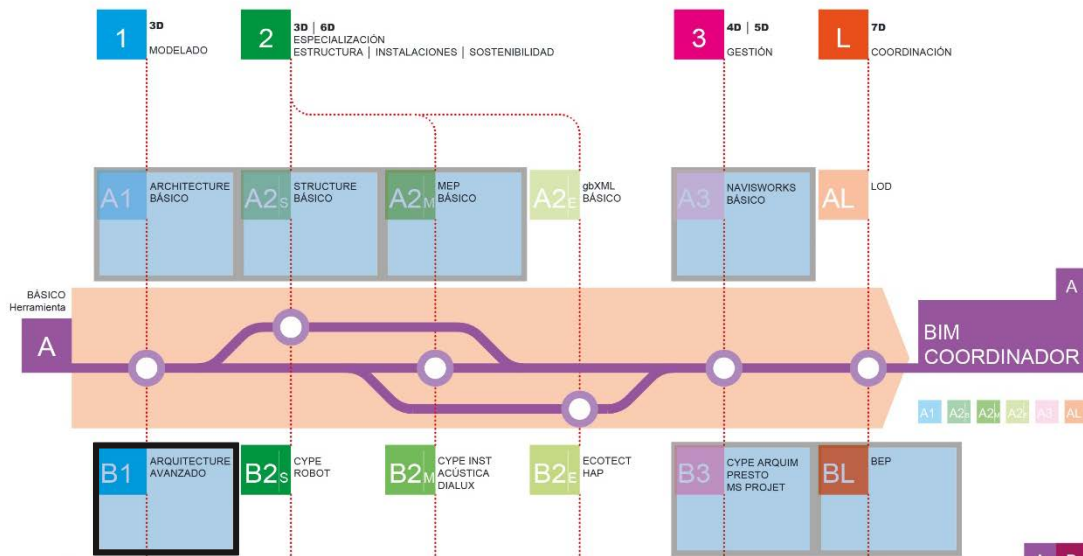 1
3D
MODELADO
2
3D | 6D
ESPECIALIZACIÓN
ESTRUCTURA | INSTALACIONES | SOSTENIBILIDAD
3
4D | 5D
GESTIÓN
L
7D
COORDINACIÓN
A1
ARCHITECTURE
BÁSICO
A2S
STRUCTURE
BÁSICO
A2M
MEP
BÁSICO
A2E
gbXML
BÁSICO
A3
NAVISWORKS
BÁSICO
AL
LOD
BÁSICO
Herramienta
A
A
BIM
COORDINADOR
A1 A2S A2M A2E A3 AL
B1
ARQUITECTURE
AVANZADO
B2S
CYPE
ROBOT
B2M
CYPE INST
ACÚSTICA
DIALUX
B2E
ECOTECT
HAP
B3
CYPE ARQUIM
PRESTO
MS PROJET
BL
BEP